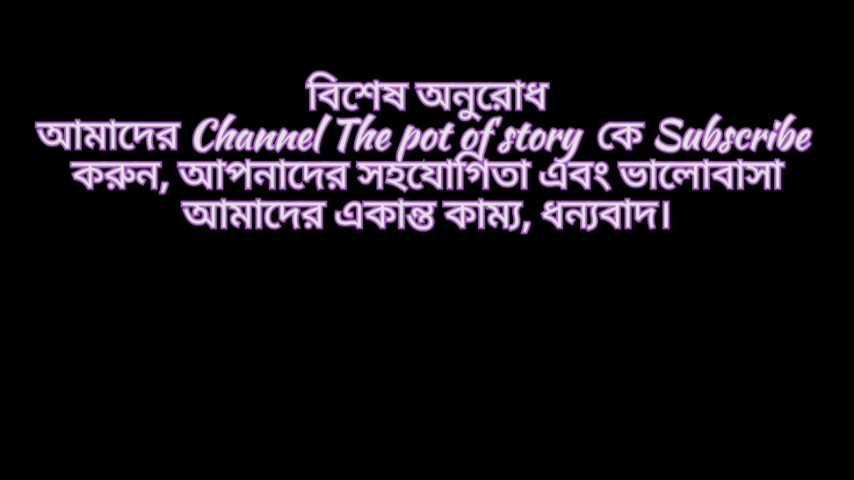 বিশেষ অনুরোধ
আমাদের Channel The pot of story কে Subscribe
করুন, আপনাদের সহযোগিতা এবং ভালোবাসা
আমাদের একান্ত কাম্য, ধন্যবাদ।